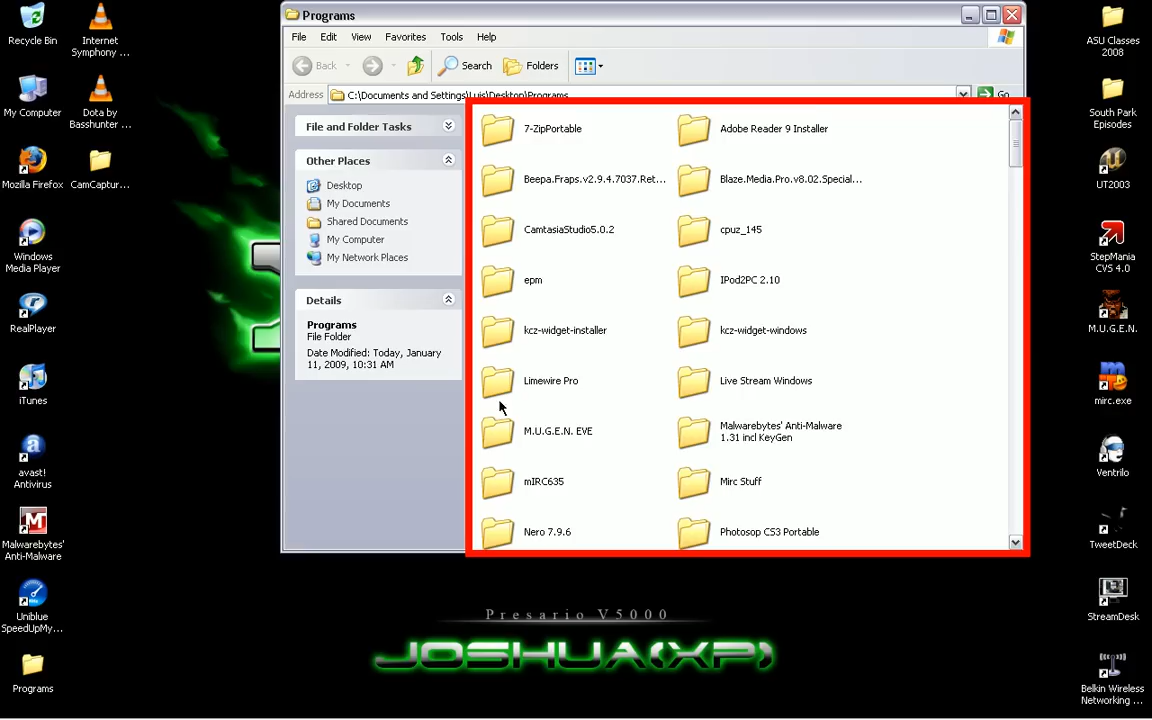 Programs
File Edit View Favorites Tools Help
Back Search Folders
Address C:\Documents and Settings\Luis\Desktop\Programs Go
File and Folder Tasks
Other Places
Desktop
My Documents
Shared Documents
My Computer
My Network Places
Details
Programs
File Folder
Date Modified: Today, January
11, 2009, 10:31 AM
7-ZipPortable
Adobe Reader 9 Installer
Beepa.Fraps.v2.9.4.7037.Ret...
Blaze.Media.Pro.v8.02.Special...
CamtasiaStudio5.0.2
cpuz_145
epm
IPod2PC 2.10
kcz-widget-installer
kcz-widget-windows
Limewire Pro
Live Stream Windows
M.U.G.E.N. EVE
Malwarebytes' Anti-Malware
1.31 incl KeyGen
mIRC635
Mirc Stuff
Nero 7.9.6
Photosop CS3 Portable
Recycle Bin
Internet
Symphony ...
My Computer
Dota by
Basshunter ...
Mozilla Firefox
CamCaptur...
Windows
Media Player
RealPlayer
iTunes
avast!
Antivirus
Malwarebytes'
Anti-Malware
Uniblue
SpeedUpMy...
Programs
ASU Classes
2008
South Park
Episodes
UT2003
StepMania
CVS 4.0
M.U.G.E.N.
mirc.exe
Ventrilo
TweetDeck
StreamDesk
Belkin Wireless
Networking ...
Presario V5000
JOSHUA(XP)